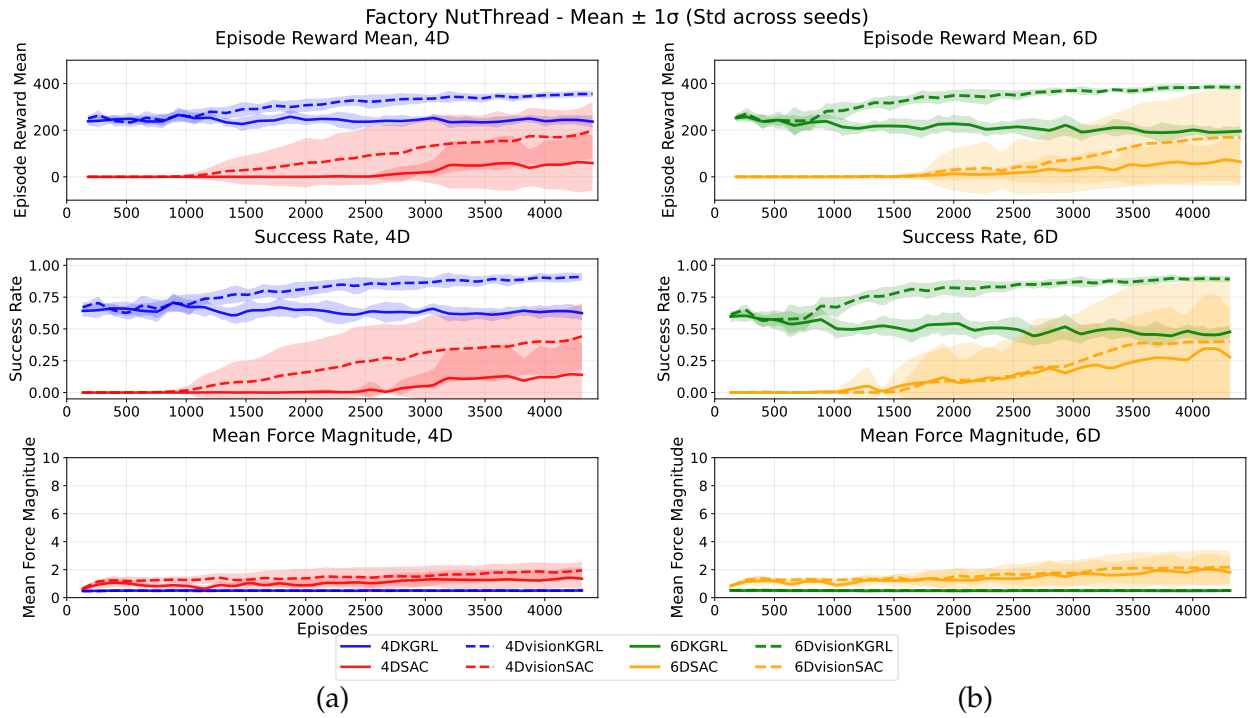 Factory NutThread - Mean ± 1σ (Std across seeds)
Episode Reward Mean, 4D
Episode Reward Mean
400
200
0
0 500 1000 1500 2000 2500 3000 3500 4000
Success Rate, 4D
Success Rate
1.00
0.75
0.50
0.25
0.00
0 500 1000 1500 2000 2500 3000 3500 4000
Mean Force Magnitude, 4D
Mean Force Magnitude
10
8
6
4
2
0
0 500 1000 1500 2000 2500 3000 3500 4000
Episodes
Episode Reward Mean, 6D
Episode Reward Mean
400
200
0
0 500 1000 1500 2000 2500 3000 3500 4000
Success Rate, 6D
Success Rate
1.00
0.75
0.50
0.25
0.00
0 500 1000 1500 2000 2500 3000 3500 4000
Mean Force Magnitude, 6D
Mean Force Magnitude
10
8
6
4
2
0
0 500 1000 1500 2000 2500 3000 3500 4000
Episodes
4DKGRL 4DvisionKGRL 6DKGRL 6DvisionKGRL
4DSAC 4DvisionSAC 6DSAC 6DvisionSAC
(a) (b)